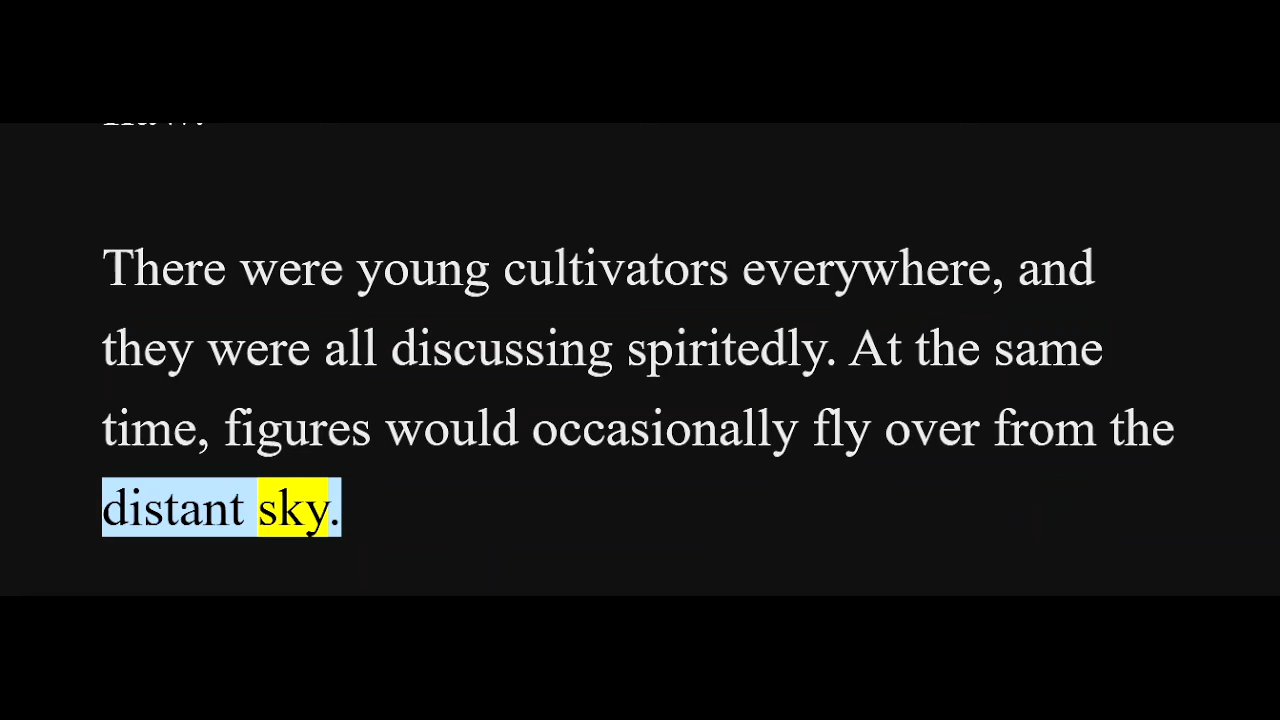 There were young cultivators everywhere, and
they were all discussing spiritedly. At the same
time, figures would occasionally fly over from the
distant sky.